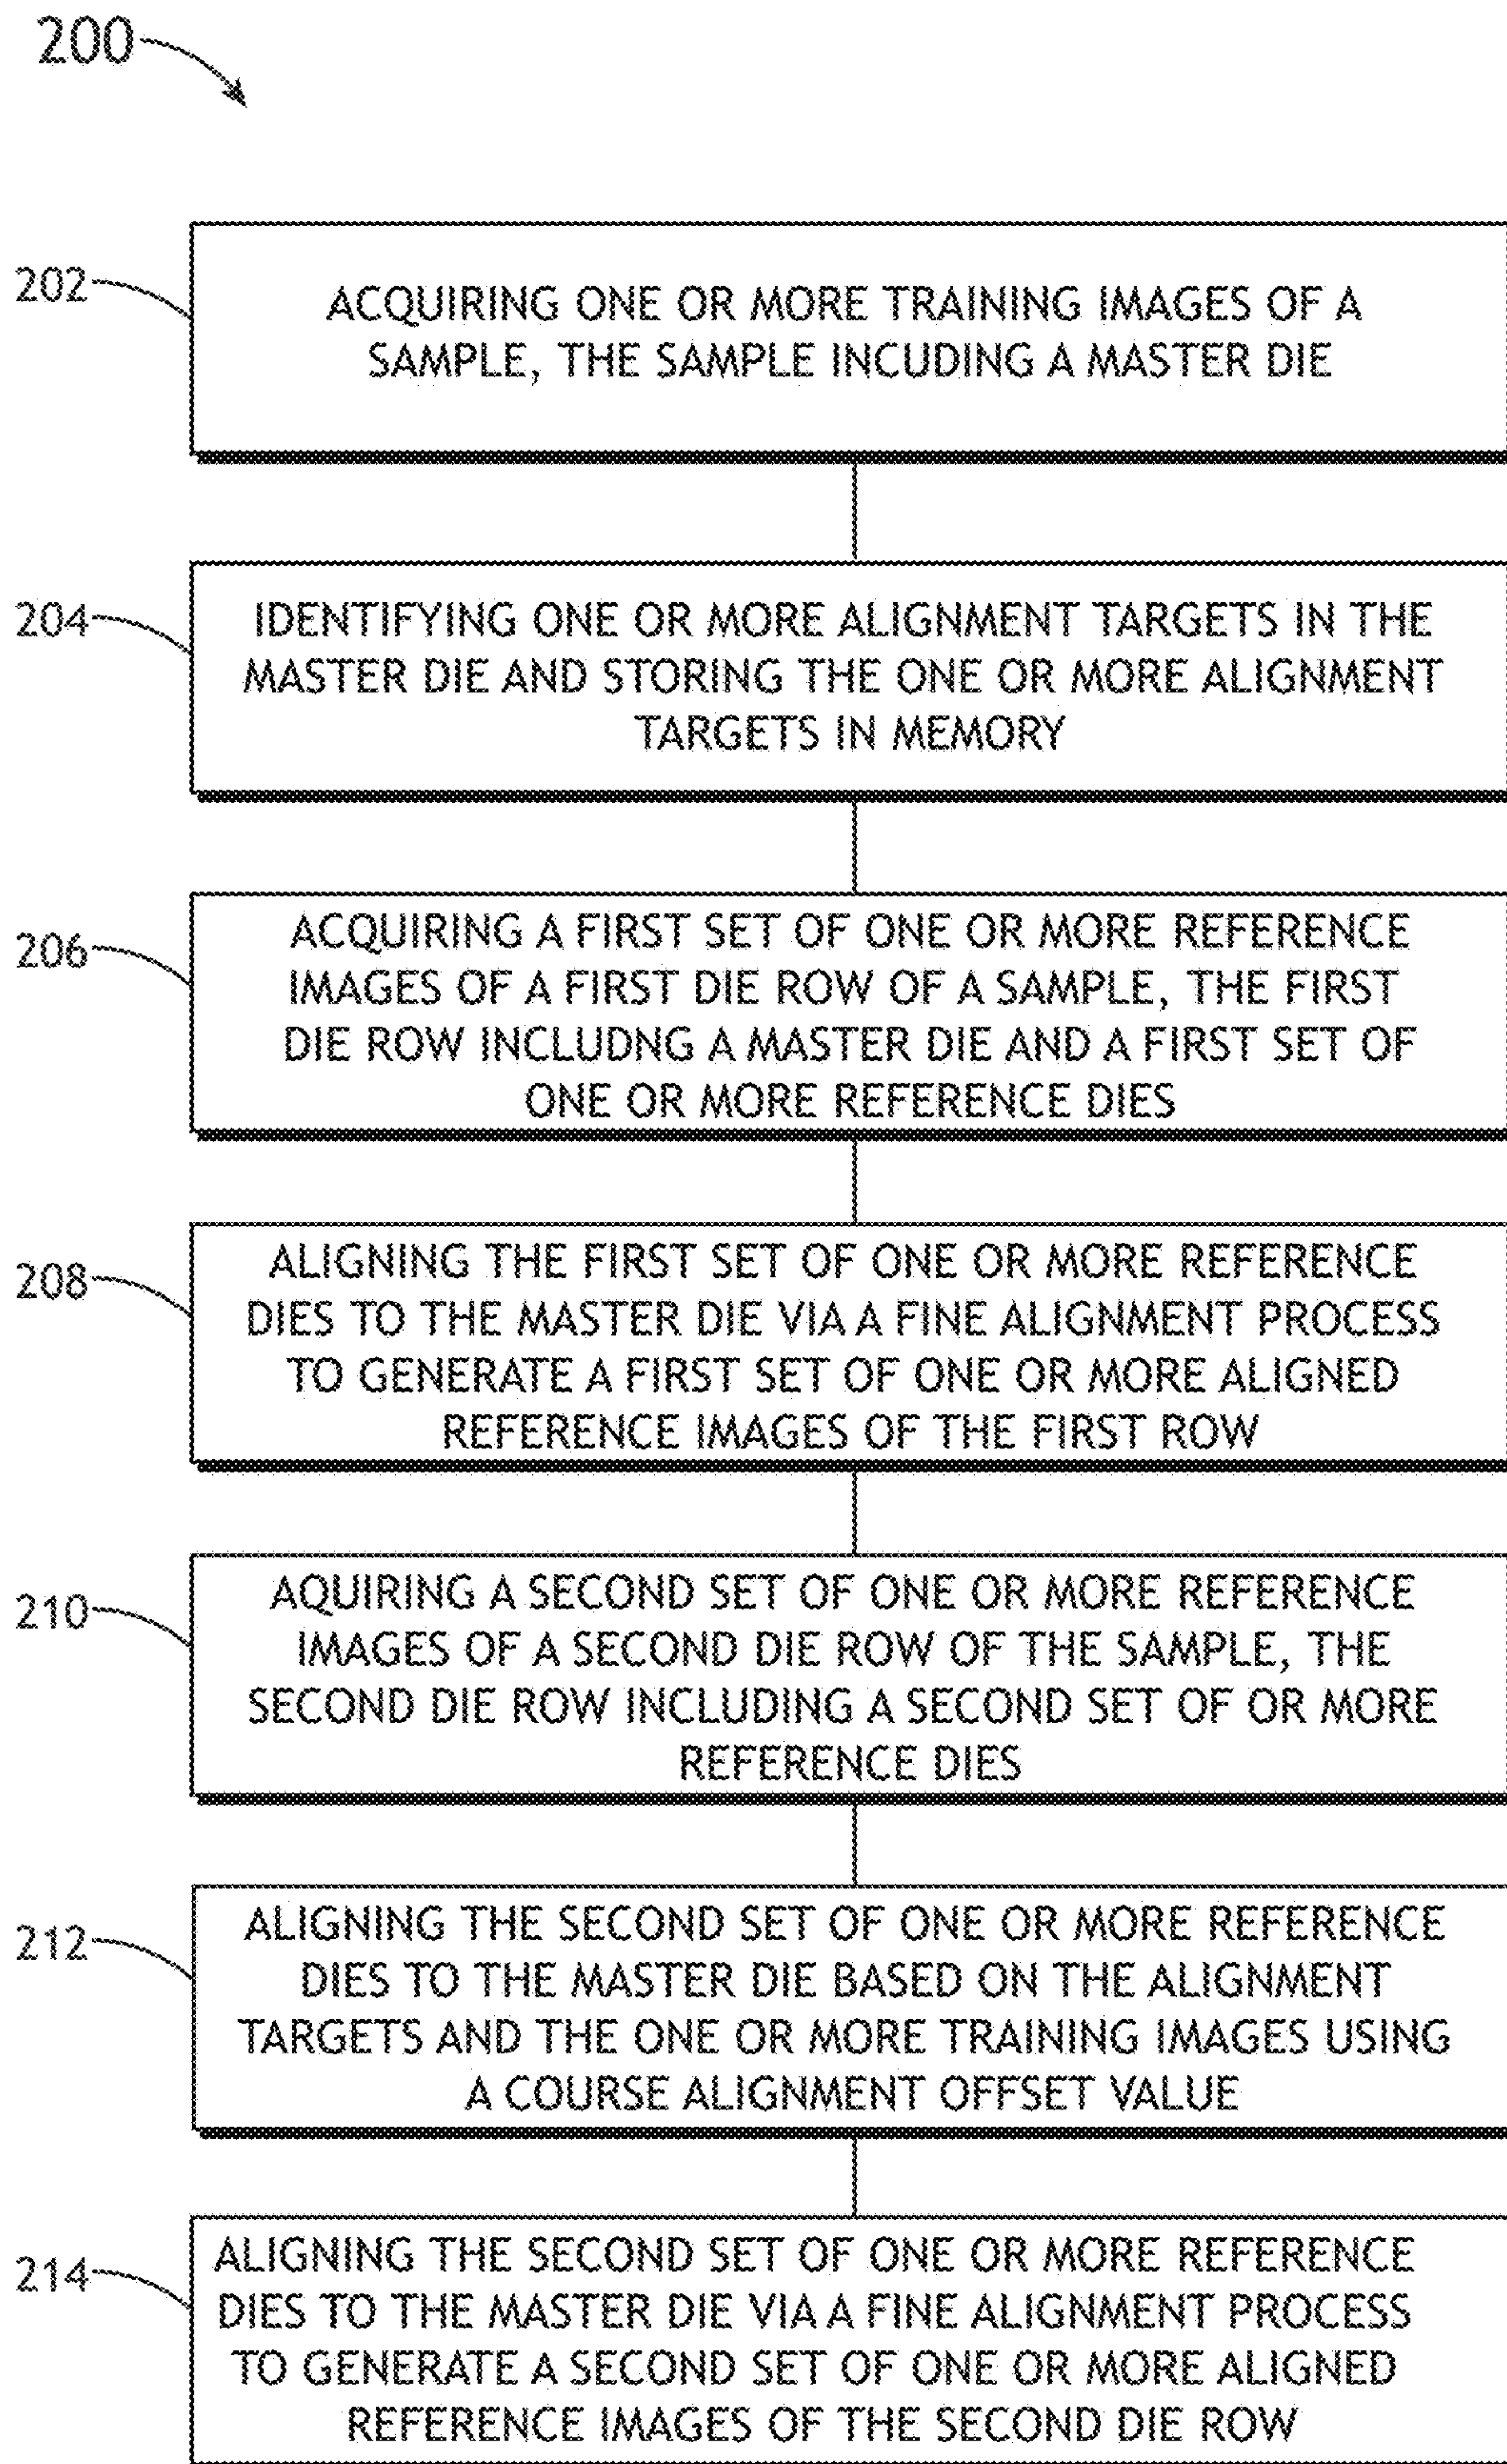 200
202
ACQUIRING ONE OR MORE TRAINING IMAGES OF A
SAMPLE, THE SAMPLE INCUDING A MASTER DIE
204
IDENTIFYING ONE OR MORE ALIGNMENT TARGETS IN THE
MASTER DIE AND STORING THE ONE OR MORE ALIGNMENT
TARGETS IN MEMORY
206
ACQUIRING A FIRST SET OF ONE OR MORE REFERENCE
IMAGES OF A FIRST DIE ROW OF A SAMPLE, THE FIRST
DIE ROW INCLUDNG A MASTER DIE AND A FIRST SET OF
ONE OR MORE REFERENCE DIES
208
ALIGNING THE FIRST SET OF ONE OR MORE REFERENCE
DIES TO THE MASTER DIE VIA A FINE ALIGNMENT PROCESS
TO GENERATE A FIRST SET OF ONE OR MORE ALIGNED
REFERENCE IMAGES OF THE FIRST ROW
210
AQUIRING A SECOND SET OF ONE OR MORE REFERENCE
IMAGES OF A SECOND DIE ROW OF THE SAMPLE, THE
SECOND DIE ROW INCLUDING A SECOND SET OF OR MORE
REFERENCE DIES
212
ALIGNING THE SECOND SET OF ONE OR MORE REFERENCE
DIES TO THE MASTER DIE BASED ON THE ALIGNMENT
TARGETS AND THE ONE OR MORE TRAINING IMAGES USING
A COURSE ALIGNMENT OFFSET VALUE
214
ALIGNING THE SECOND SET OF ONE OR MORE REFERENCE
DIES TO THE MASTER DIE VIA A FINE ALIGNMENT PROCESS
TO GENERATE A SECOND SET OF ONE OR MORE ALIGNED
REFERENCE IMAGES OF THE SECOND DIE ROW